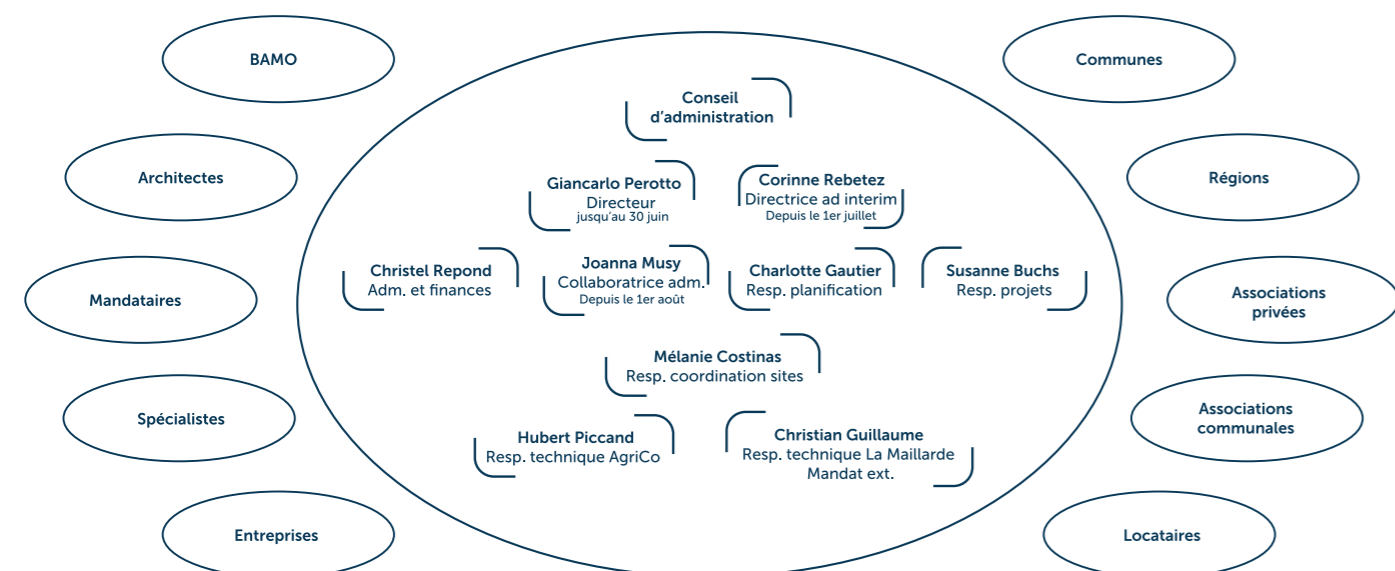 BAMO
Communes
Conseil
d'administration
Architectes
Régions
Giancarlo Perotto
Directeur
jusqu'au 30 juin
Corinne Rebetez
Directrice ad interim
Depuis le 1er juillet
Mandataires
Christel Repond
Adm. et finances
Joanna Musy
Collaboratrice adm.
Depuis le 1er août
Charlotte Gautier
Resp. planification
Susanne Buchs
Resp. projets
Associations
privées
Mélanie Costinas
Resp. coordination sites
Spécialistes
Associations
communales
Hubert Piccand
Resp. technique AgriCo
Christian Guillaume
Resp. technique La Maillarde
Mandat ext.
Entreprises
Locataires